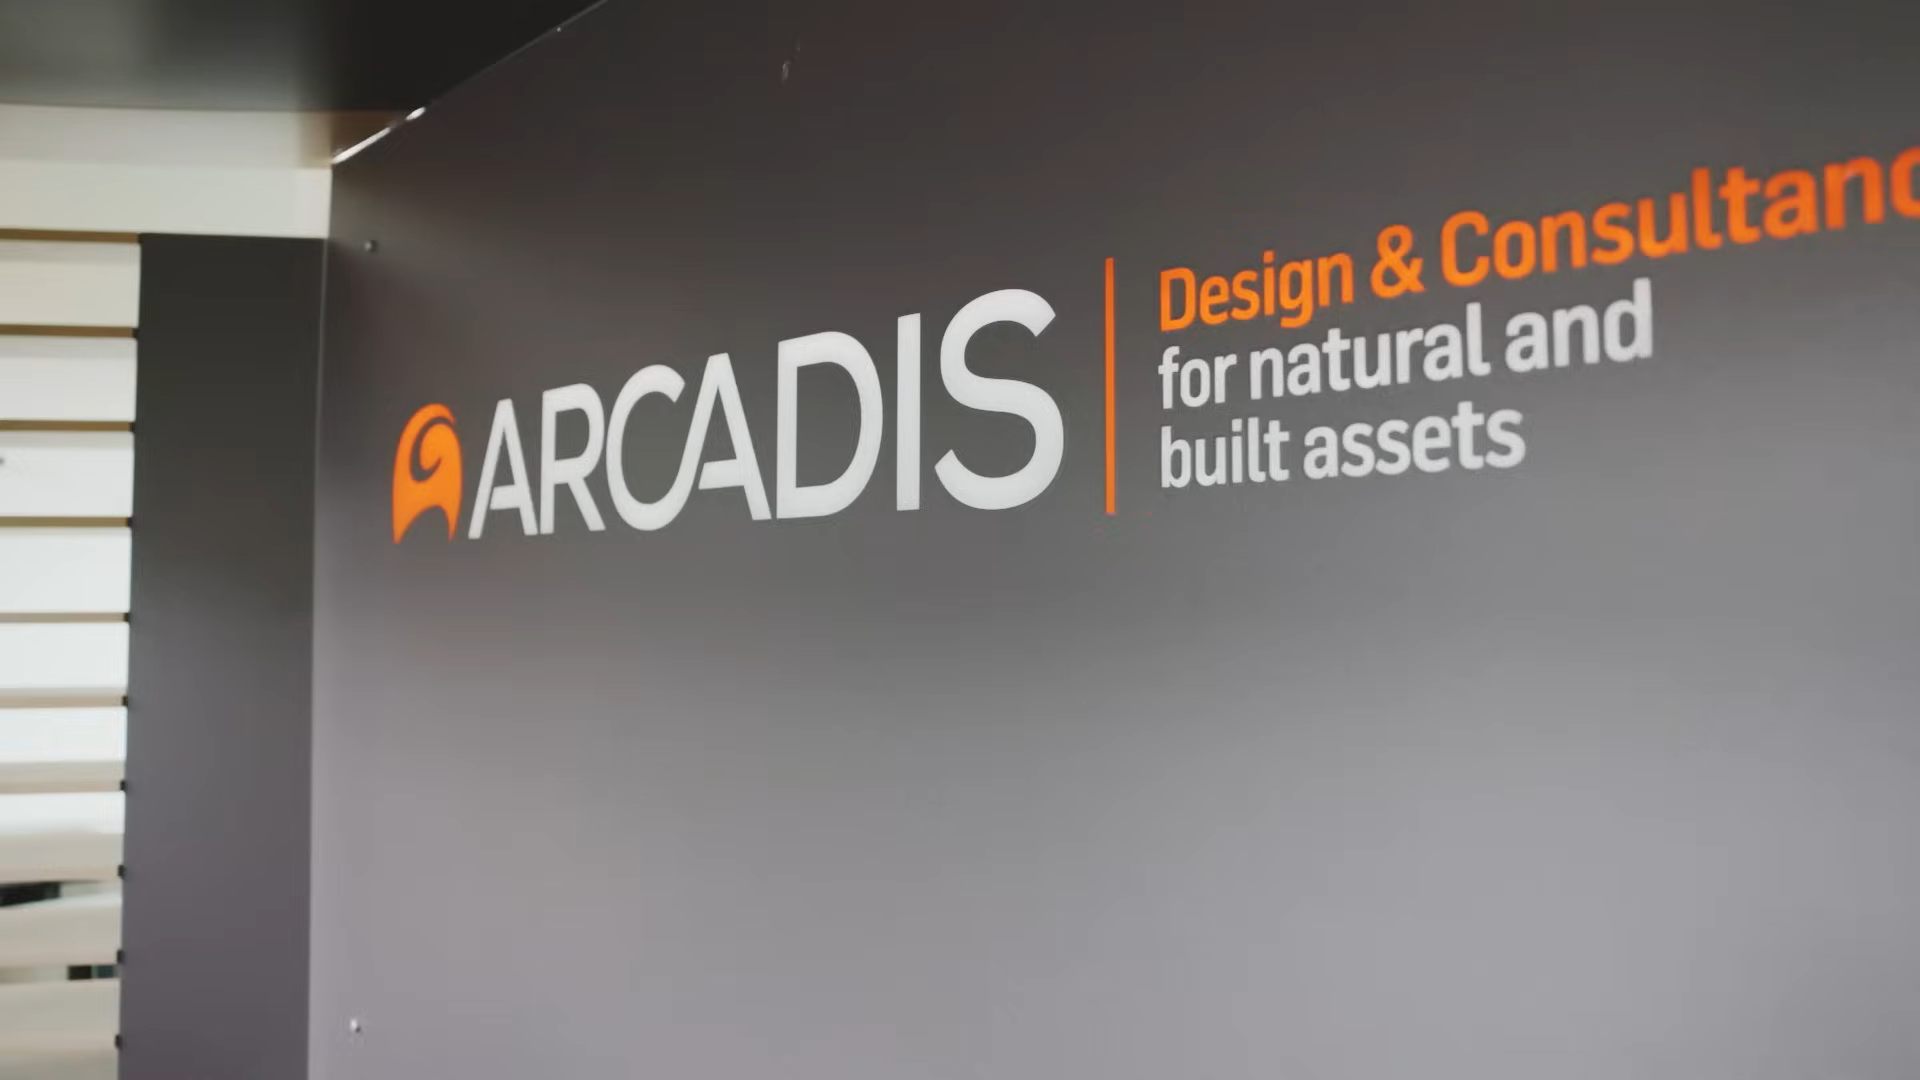 ARCADIS
Design & Consultanc
for natural and
built assets